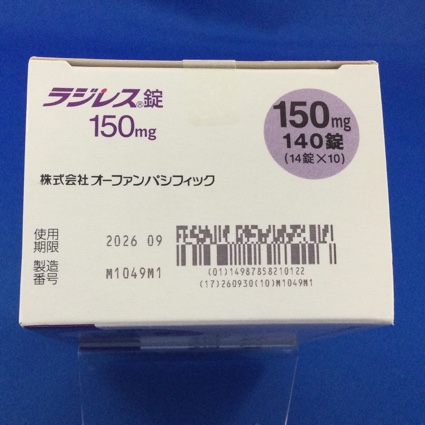 ラジレス®錠
150mg
150mg
140錠
(14錠×10)
株式会社オーファンパシフィック
使用
期限
2026 09
製造
番号
M1049M1
(01)14987858210122
(17)260930(10)M1049M1